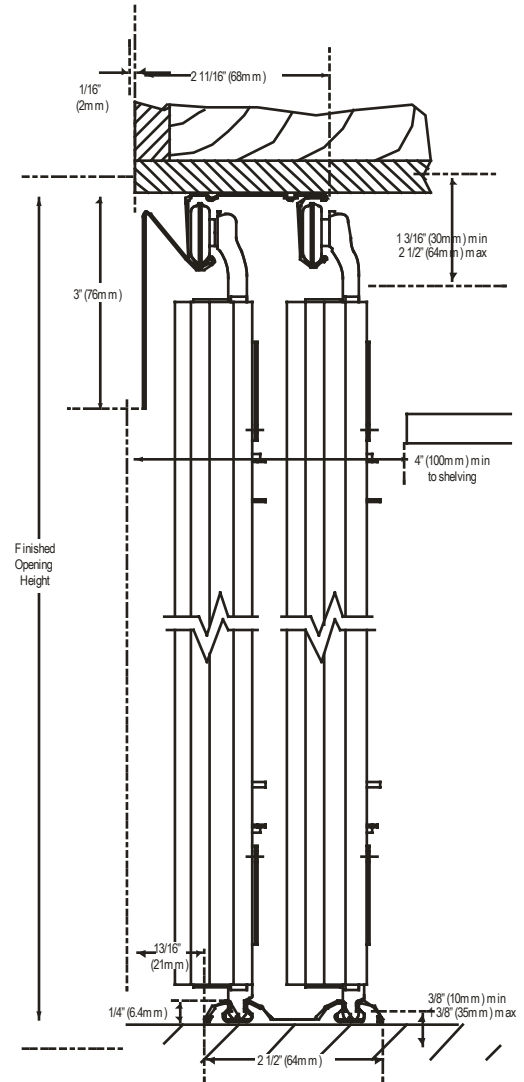 1/16"
(2mm)
2 11/16" (68mm)
1 3/16" (30mm) min
2 1/2" (64mm) max
3" (76mm)
4" (100mm) min
to shelving
Finished
Opening
Height
13/16"
(21mm)
1/4" (6.4mm)
3/8" (10mm) min
1 3/8" (35mm) max
2 1/2" (64mm)